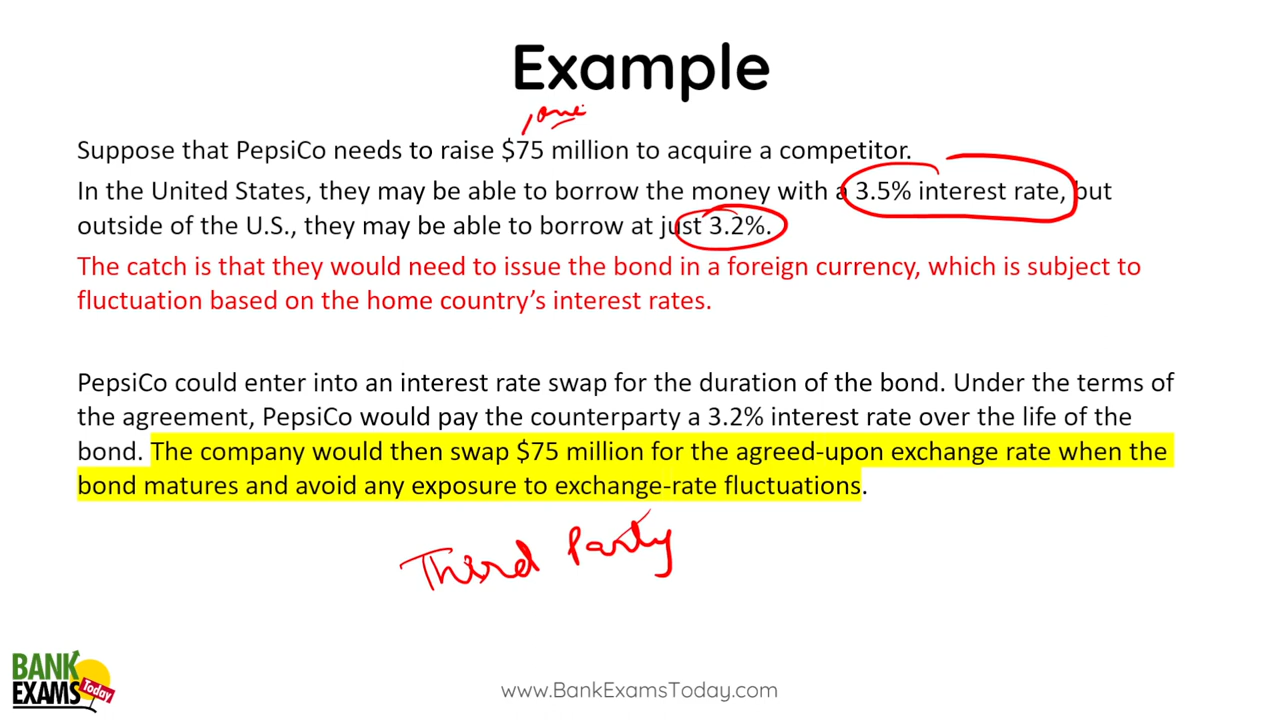 Example
, one
Suppose that PepsiCo needs to raise $75 million to acquire a competitor.
In the United States, they may be able to borrow the money with a 3.5% interest rate, but
outside of the U.S., they may be able to borrow at just 3.2%.
The catch is that they would need to issue the bond in a foreign currency, which is subject to
fluctuation based on the home country’s interest rates.
PepsiCo could enter into an interest rate swap for the duration of the bond. Under the terms of
the agreement, PepsiCo would pay the counterparty a 3.2% interest rate over the life of the
bond. The company would then swap $75 million for the agreed-upon exchange rate when the
bond matures and avoid any exposure to exchange-rate fluctuations.
Third Party
BANK
EXAMS
Today
www.BankExamsToday.com